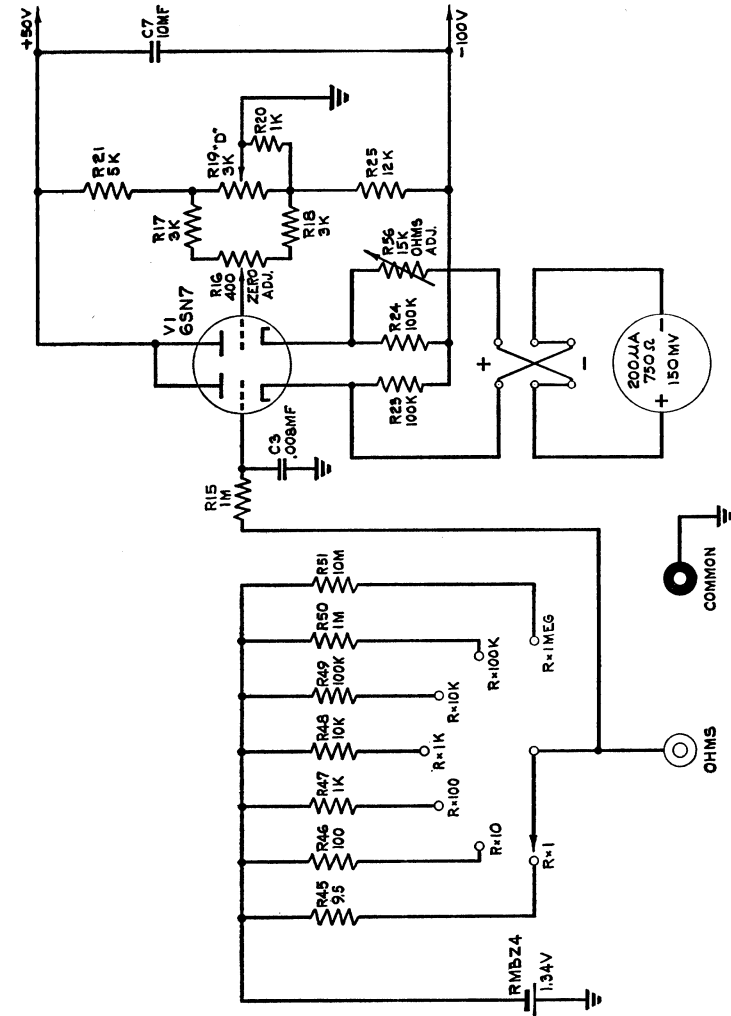 +50V
C7
10MF
-100V
R21
5K
R19 "D"
3K
R20
1K
R17
3K
R18
3K
R25
12K
R16
400
ZERO
ADJ.
R56
15K
OHMS
ADJ.
V1
6SN7
R24
100K
R23
100K
+
-
200UA
750Ω
150MV
+
-
C3
.008MF
R15
1M
R51
10M
R50
1M
R49
100K
R48
10K
R47
1K
R46
100
R45
9.5
R×1MEG
R×100K
R×10K
R×1K
R×100
R×10
R×1
COMMON
OHMS
RMBZ4
1.34V